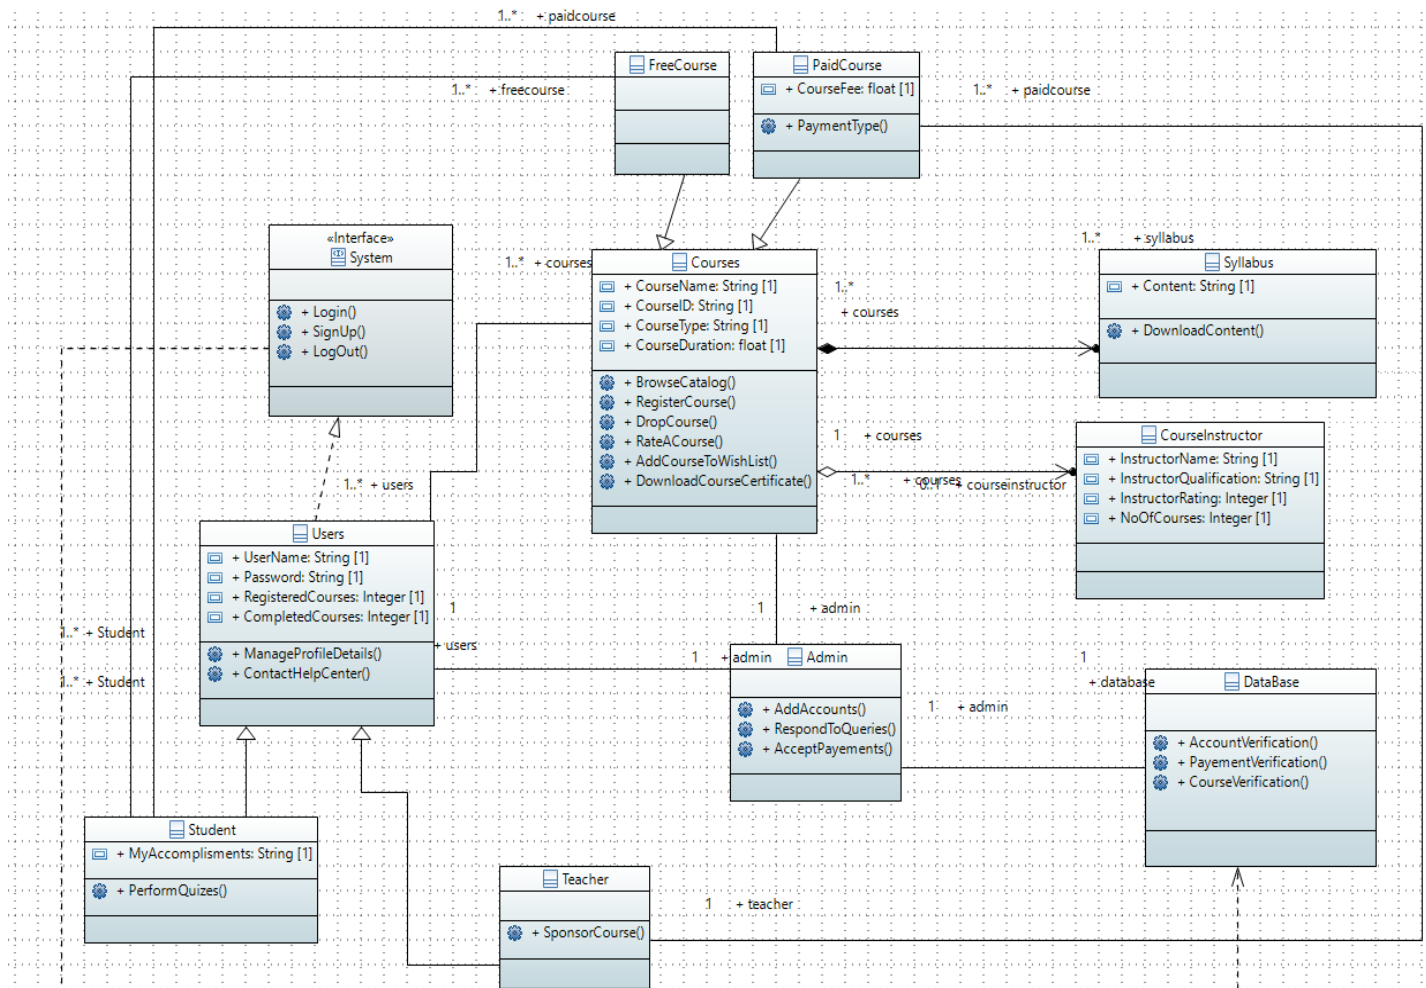 1..* + paidcourse
FreeCourse
1..* + freecourse
PaidCourse
+ CourseFee: float [1]
+ PaymentType()
1..* + paidcourse
«Interface»
System
+ Login()
+ SignUp()
+ LogOut()
1..* + courses
Courses
+ CourseName: String [1]
+ CourseID: String [1]
+ CourseType: String [1]
+ CourseDuration: float [1]
+ BrowseCatalog()
+ RegisterCourse()
+ DropCourse()
+ RateACourse()
+ AddCourseToWishList()
+ DownloadCourseCertificate()
1..*
+ courses
1..* + syllabus
Syllabus
+ Content: String [1]
+ DownloadContent()
1 + courses
1..* + courses
0..1 + courseinstructor
CourseInstructor
+ InstructorName: String [1]
+ InstructorQualification: String [1]
+ InstructorRating: Integer [1]
+ NoOfCourses: Integer [1]
1..* + users
Users
+ UserName: String [1]
+ Password: String [1]
+ RegisteredCourses: Integer [1]
+ CompletedCourses: Integer [1]
+ ManageProfileDetails()
+ ContactHelpCenter()
1
+ users
1..* + Student
1..* + Student
1 + admin
1 + admin
Admin
+ AddAccounts()
+ RespondToQueries()
+ AcceptPayements()
1 + admin
1
+ database
DataBase
+ AccountVerification()
+ PayementVerification()
+ CourseVerification()
Student
+ MyAccomplisments: String [1]
+ PerformQuizes()
Teacher
+ SponsorCourse()
1 + teacher